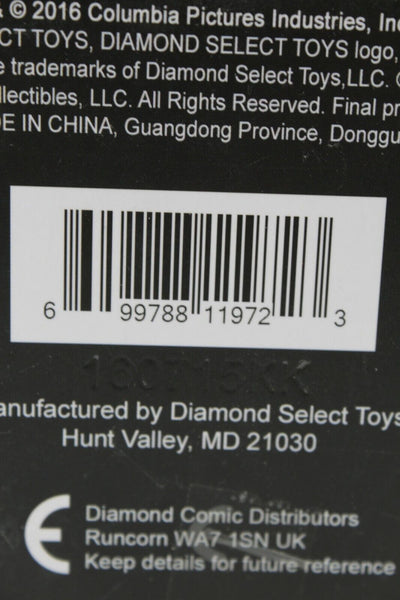 & © 2016 Columbia Pictures Industries, Inc
CT TOYS, DIAMOND SELECT TOYS logo,
e trademarks of Diamond Select Toys,LLC.
llectibles, LLC. All Rights Reserved. Final pr
DE IN CHINA, Guangdong Province, Donggu
6 99788 11972 3
anufactured by Diamond Select Toys
Hunt Valley, MD 21030
CE
Diamond Comic Distributors
Runcorn WA7 1SN UK
Keep details for future reference